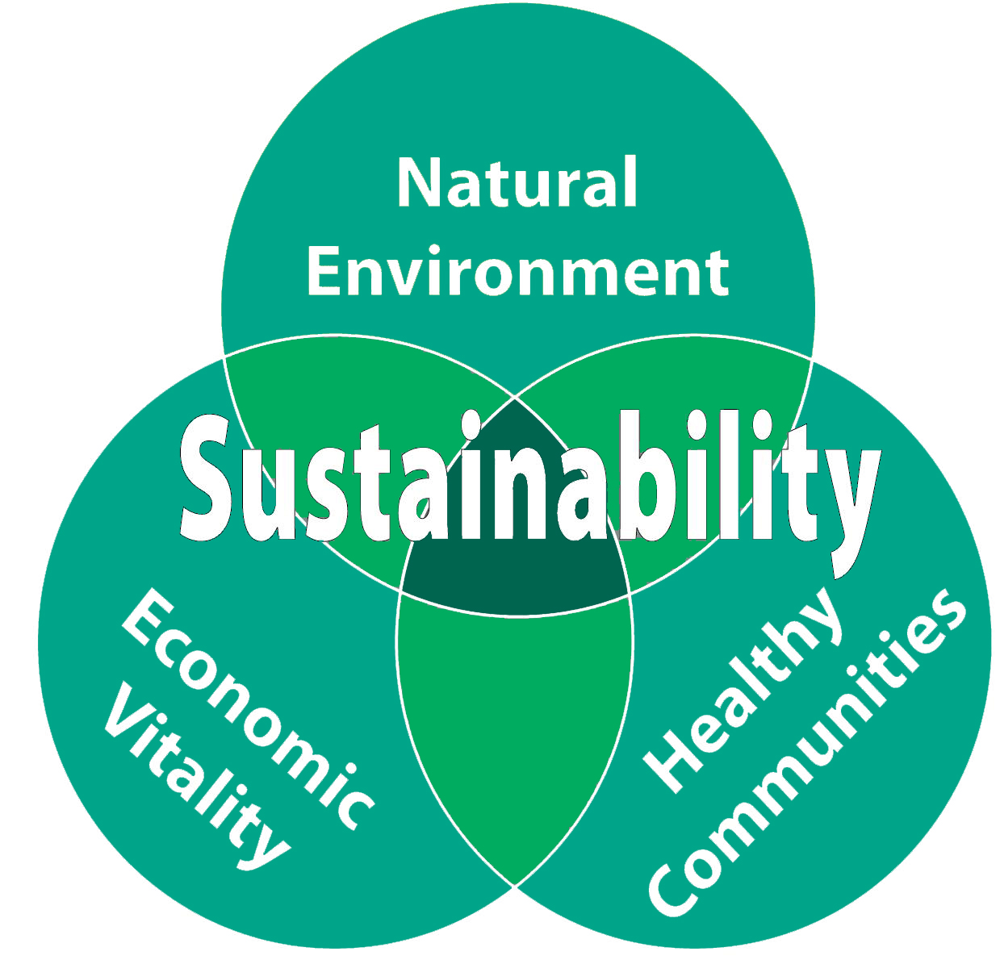 Natural
Environment
Sustainability
Economic
Vitality
Healthy
Communities